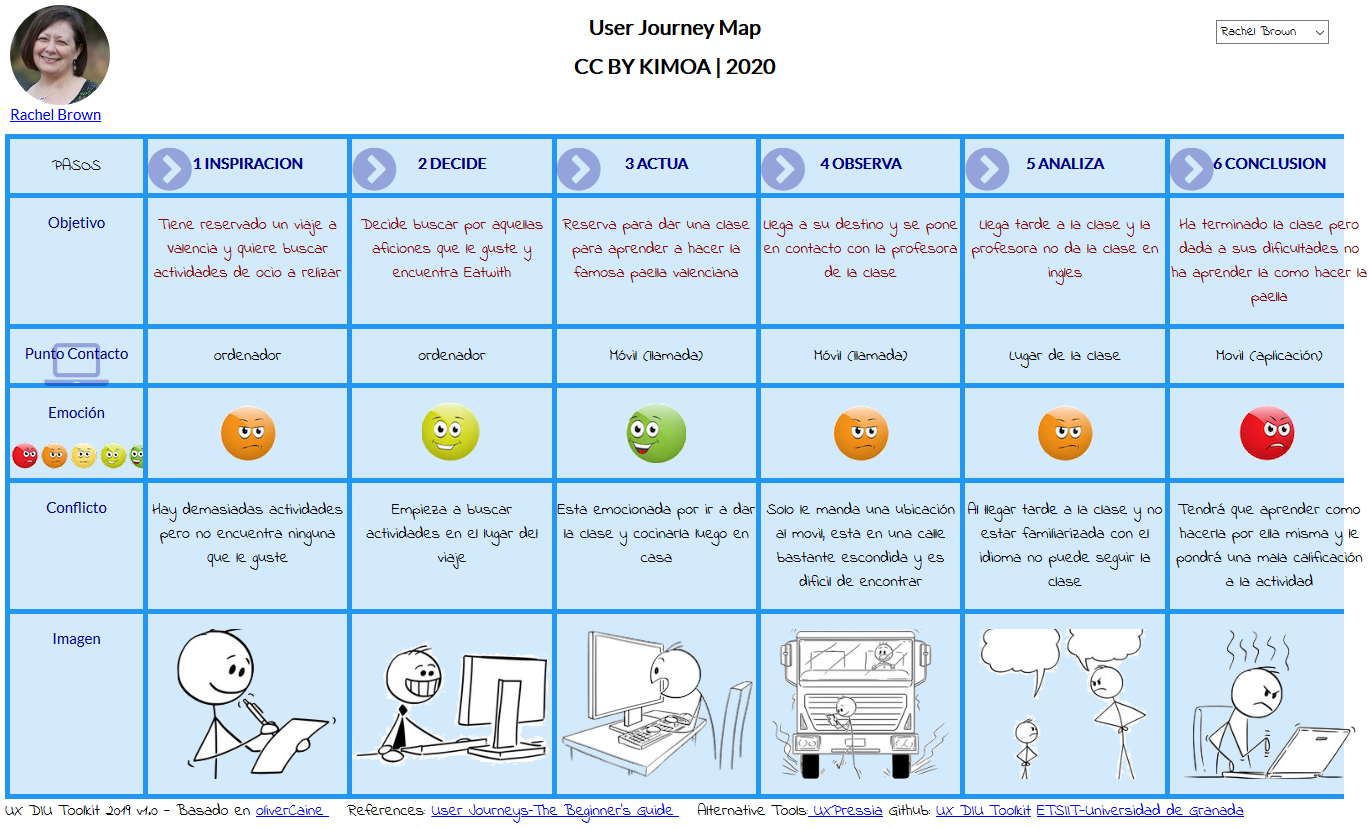 User Journey Map
CC BY KIMOA | 2020
Rachel Brown
Rachel Brown
PASOS
1 INSPIRACION
2 DECIDE
3 ACTUA
4 OBSERVA
5 ANALIZA
6 CONCLUSION
Objetivo
Tiene reservado un viaje a
Valencia y quiere buscar
actividades de ocio a relizar
Decide buscar por aquellas
aficiones que le guste y
encuentra Eatwith
Reserva para dar una clase
para aprender a hacer la
famosa paella valenciana
Llega a su destino y se pone
en contacto con la profesora
de la clase
Llega tarde a la clase y la
profesora no da la clase en
ingles
Ha terminado la clase pero
dada a sus dificultades no
ha aprender la como hacer la
paella
Punto Contacto
ordenador
ordenador
Móvil (llamada)
Móvil (llamada)
Lugar de la clase
Movil (aplicación)
Emoción
Conflicto
Hay demasiadas actividades
pero no encuentra ninguna
que le guste
Empieza a buscar
actividades en el lugar del
viaje
Esta emocionada por ir a dar
la clase y cocinarla luego en
casa
Solo le manda una ubicación
al movil, esta en una calle
bastante escondida y es
dificil de encontrar
Al llegar tarde a la clase y no
estar familiarizada con el
idioma no puede seguir la
clase
Tendrá que aprender como
hacerla por ella misma y le
pondrá una mala calificación
a la actividad
Imagen
UX DIU Toolkit 2019 v1.0 - Basado en oliverCaine References: User Journeys-The Beginner's Guide Alternative Tools: UXPressia Github: UX DIU Toolkit ETSIIT-Universidad de Granada